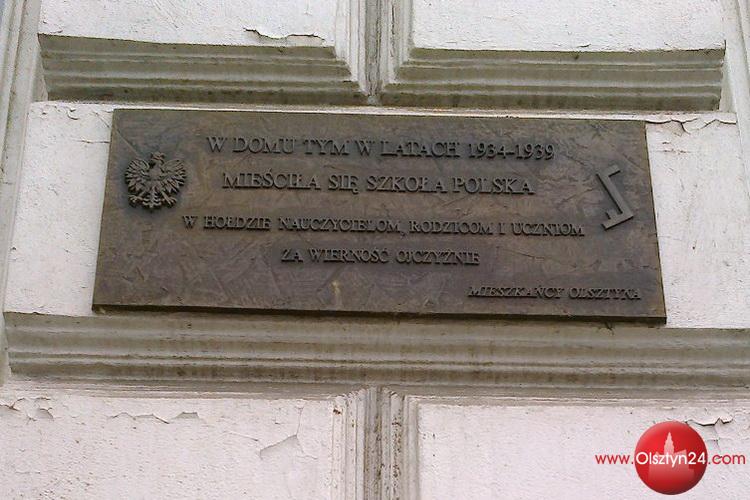 W DOMU TYM W LATACH 1934-1939
MIEŚCIŁA SIĘ SZKOŁA POLSKA
W HOŁDZIE NAUCZYCIELOM, RODZICOM I UCZNIOM
ZA WIERNOŚĆ OJCZYŹNIE
MIESZKAŃCY OLSZTYNA
www.Olsztyn24.com